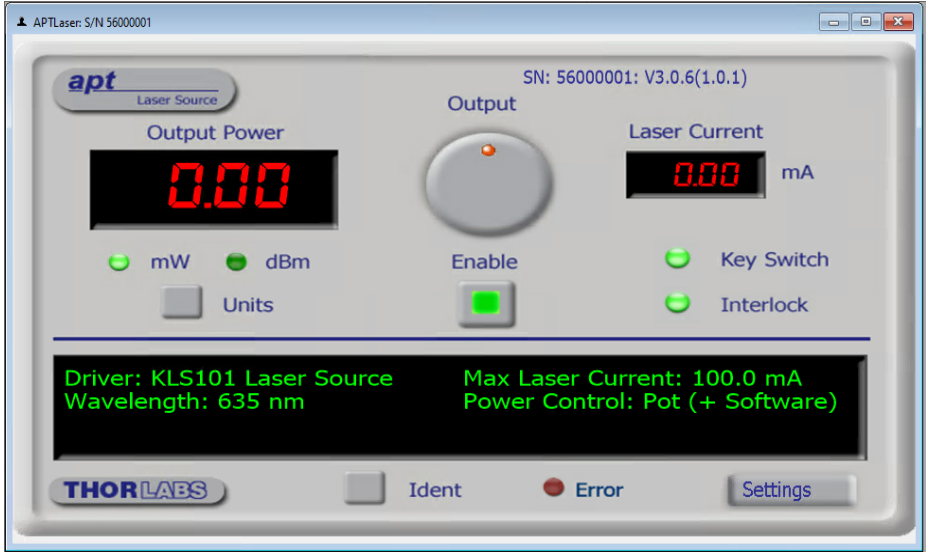 APTLaser: S/N 56000001
apt
Laser Source
SN: 56000001: V3.0.6(1.0.1)
Output
Output Power
Laser Current
0.00
0.00
mA
mW
dBm
Enable
Key Switch
Units
Interlock
Driver: KLS101 Laser Source
Max Laser Current: 100.0 mA
Wavelength: 635 nm
Power Control: Pot (+ Software)
THORLABS
Ident
Error
Settings